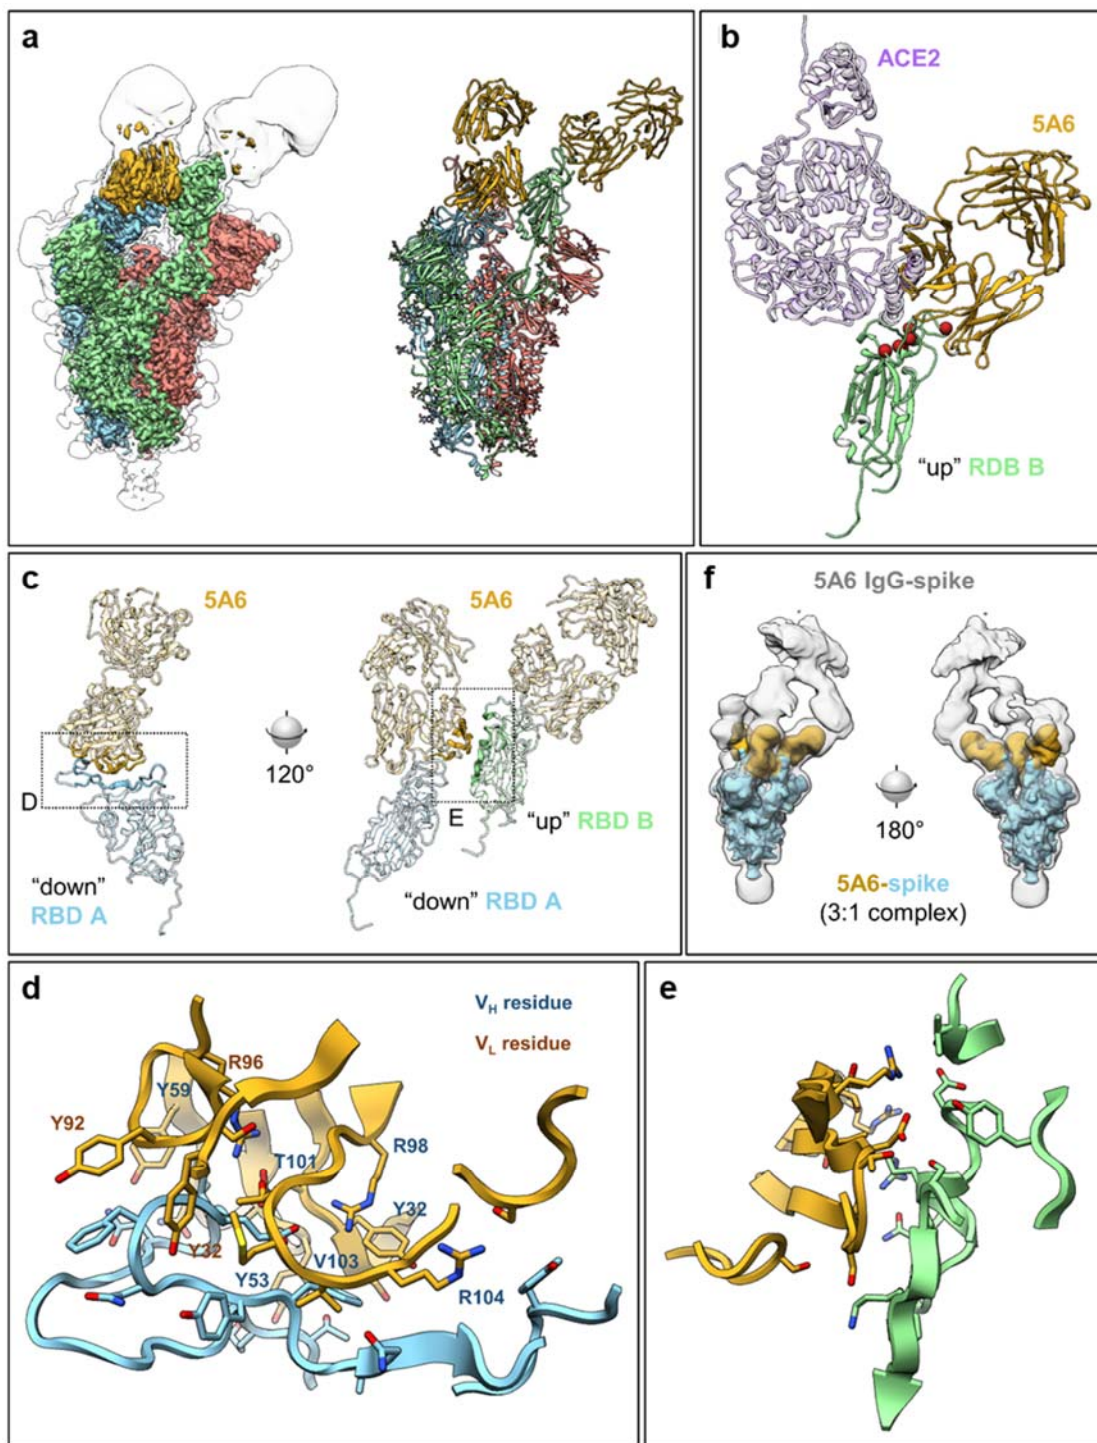 a
b
ACE2
5A6
“up” RDB B
c
5A6
120°
D
“down”
RBD A
5A6
E
“up” RBD B
“down” RBD A
f
5A6 IgG-spike
180°
5A6-spike
(3:1 complex)
d
VH residue
VL residue
R96
Y59
Y92
T101
R98
Y32
Y32
V103
Y53
R104
e